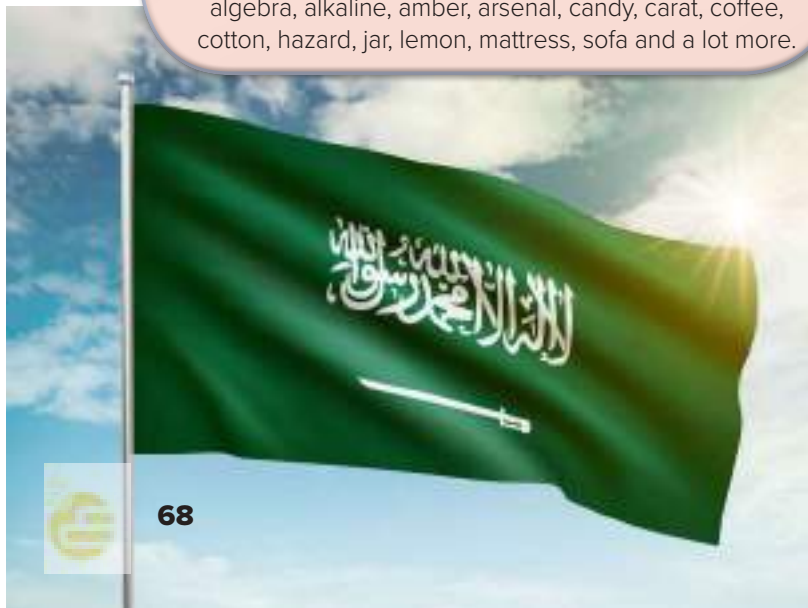 algebra, alkaline, amber, arsenal, candy, carat, coffee,
cotton, hazard, jar, lemon, mattress, sofa and a lot more.
لا إله إلا الله محمد رسول الله
68